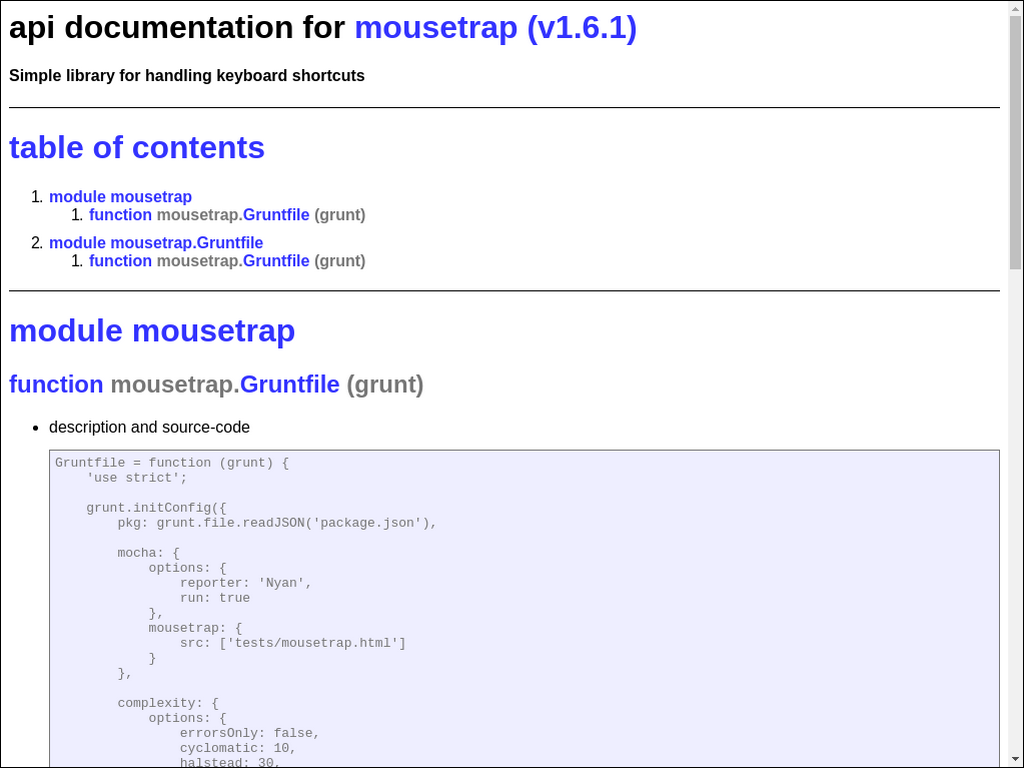 api documentation for mousetrap (v1.6.1)
Simple library for handling keyboard shortcuts
table of contents
1. module mousetrap
1. function mousetrap.Gruntfile (grunt)
2. module mousetrap.Gruntfile
1. function mousetrap.Gruntfile (grunt)
module mousetrap
function mousetrap.Gruntfile (grunt)
• description and source-code
Gruntfile = function (grunt) {
    'use strict';
    grunt.initConfig({
        pkg: grunt.file.readJSON('package.json'),
        mocha: {
            options: {
                reporter: 'Nyan',
                run: true
            },
            mousetrap: {
                src: ['tests/mousetrap.html']
            }
        },
        complexity: {
            options: {
                errorsOnly: false,
                cyclomatic: 10,
                halstead: 30,